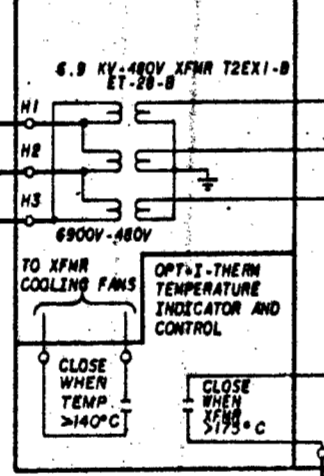 6.9 KV-480V XFMR T2EX1-B
ET-28-B
H1
H2
H3
6900V-480V
TO XFMR
COOLING FANS
OPT-I-THERM
TEMPERATURE
INDICATOR AND
CONTROL
CLOSE
WHEN
TEMP
>140°C
CLOSE
WHEN
XFMR
>175°C